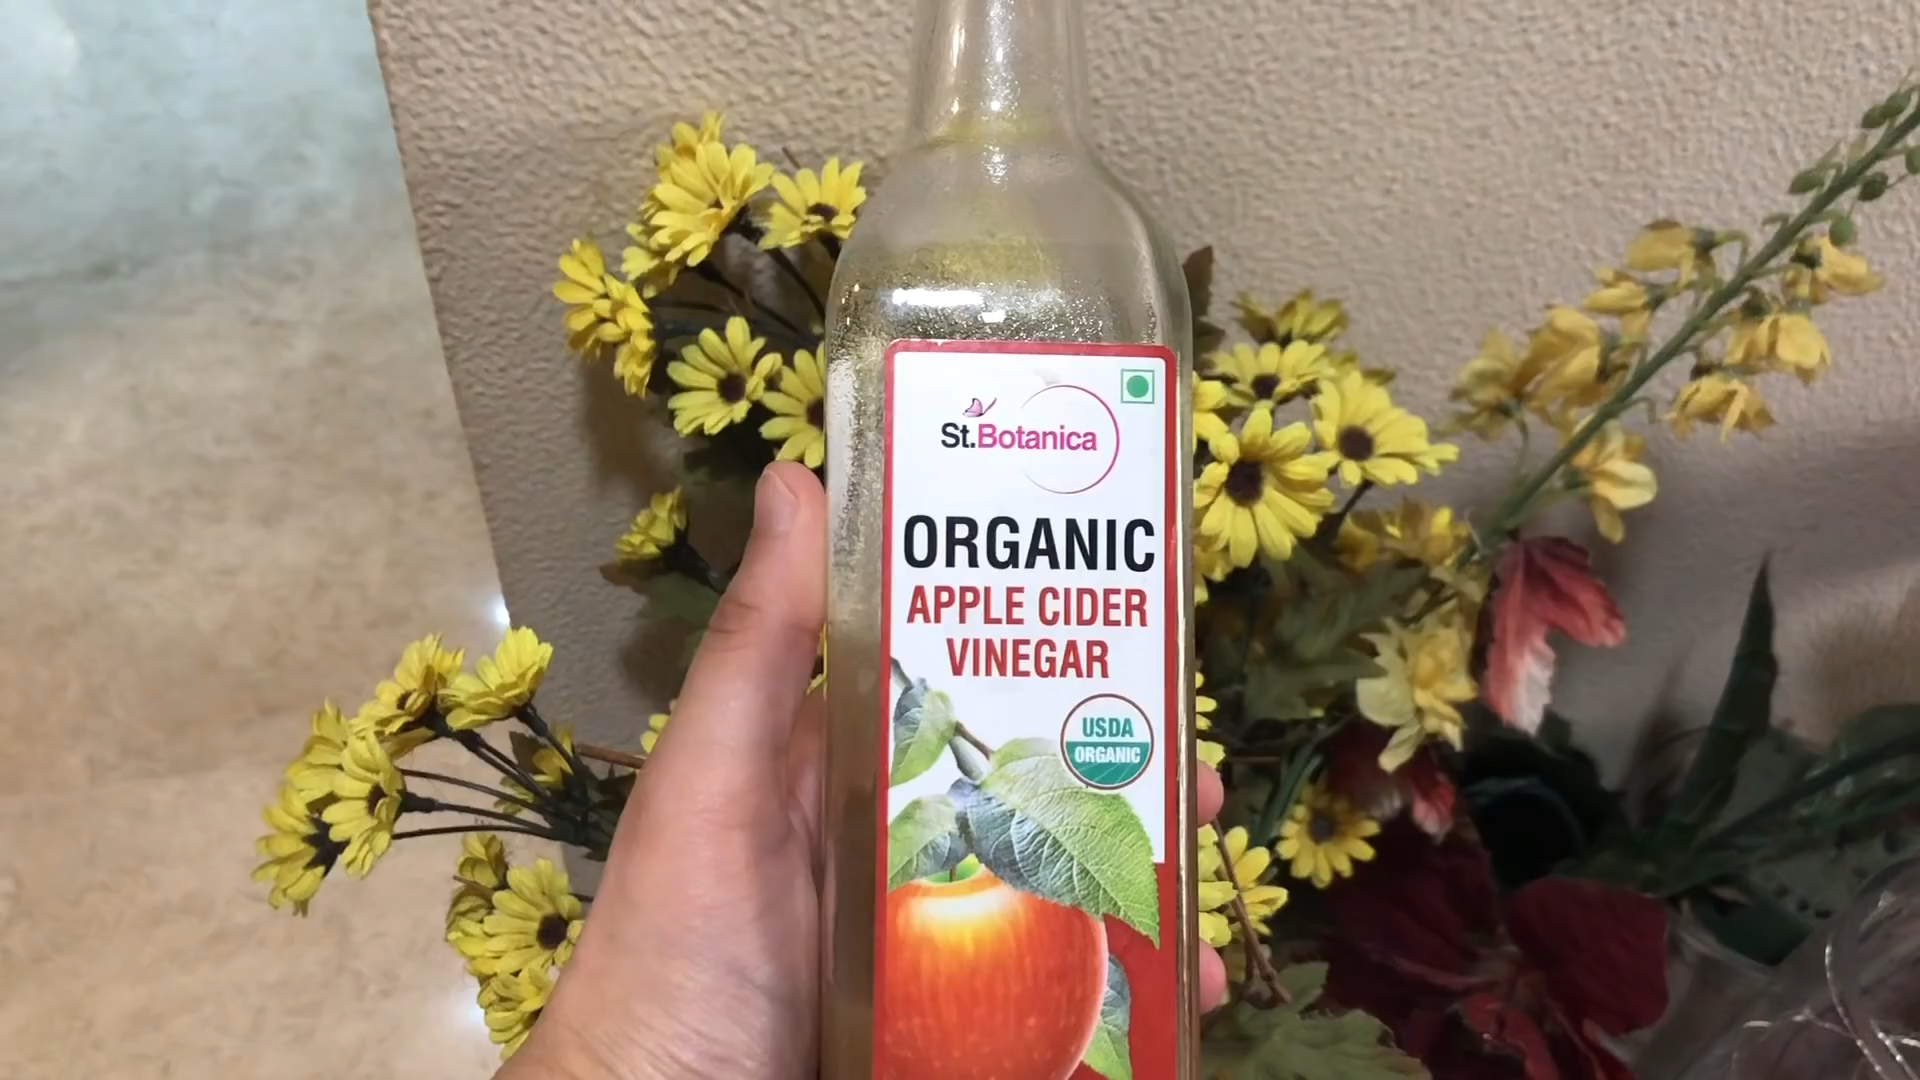 St.Botanica
ORGANIC
APPLE CIDER
VINEGAR
USDA
ORGANIC